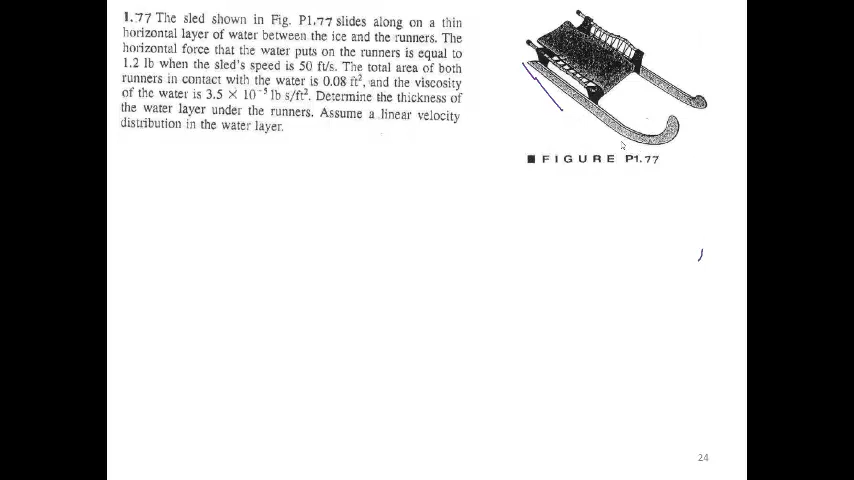 1.77 The sled shown in Fig. P1.77 slides along on a thin
horizontal layer of water between the ice and the runners. The
horizontal force that the water puts on the runners is equal to
1.2 lb when the sled's speed is 50 ft/s. The total area of both
runners in contact with the water is 0.08 ft², and the viscosity
of the water is 3.5 × 10⁻⁵ lb s/ft². Determine the thickness of
the water layer under the runners. Assume a linear velocity
distribution in the water layer.
■ FIGURE P1.77
24